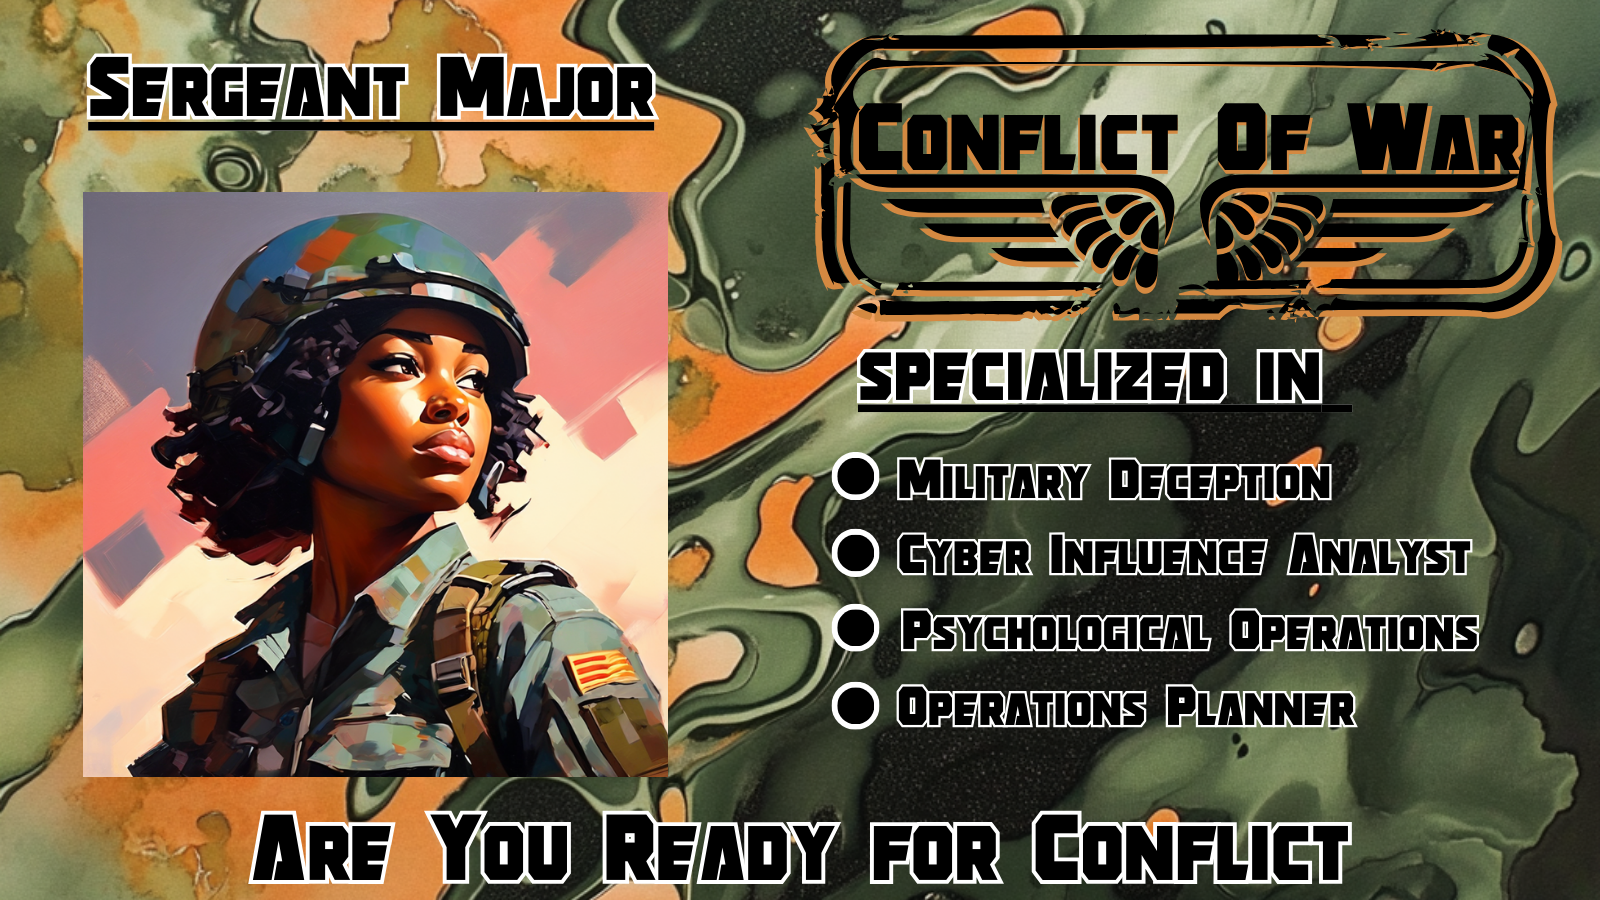 Sergeant Major
Conflict Of War
SPECIALIZED IN
Military Deception
Cyber Influence Analyst
Psychological Operations
Operations Planner
Are You Ready for Conflict